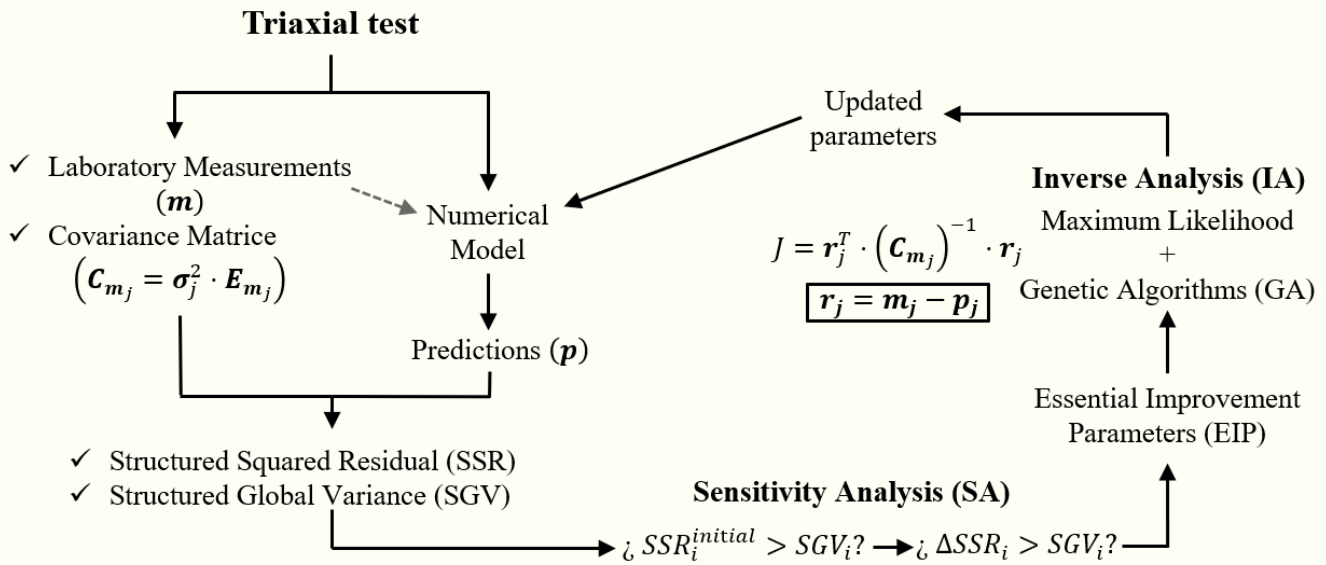 Triaxial test
✓ Laboratory Measurements
(m)
✓ Covariance Matrice
(C_{m_j} = σ_j^2 · E_{m_j})
Numerical
Model
Predictions (p)
✓ Structured Squared Residual (SSR)
✓ Structured Global Variance (SGV)
Sensitivity Analysis (SA)
¿ SSR_i^{initial} > SGV_i?
¿ ΔSSR_i > SGV_i?
Essential Improvement
Parameters (EIP)
Inverse Analysis (IA)
Maximum Likelihood
+
Genetic Algorithms (GA)
J = r_j^T · (C_{m_j})^{-1} · r_j
r_j = m_j − p_j
Updated
parameters